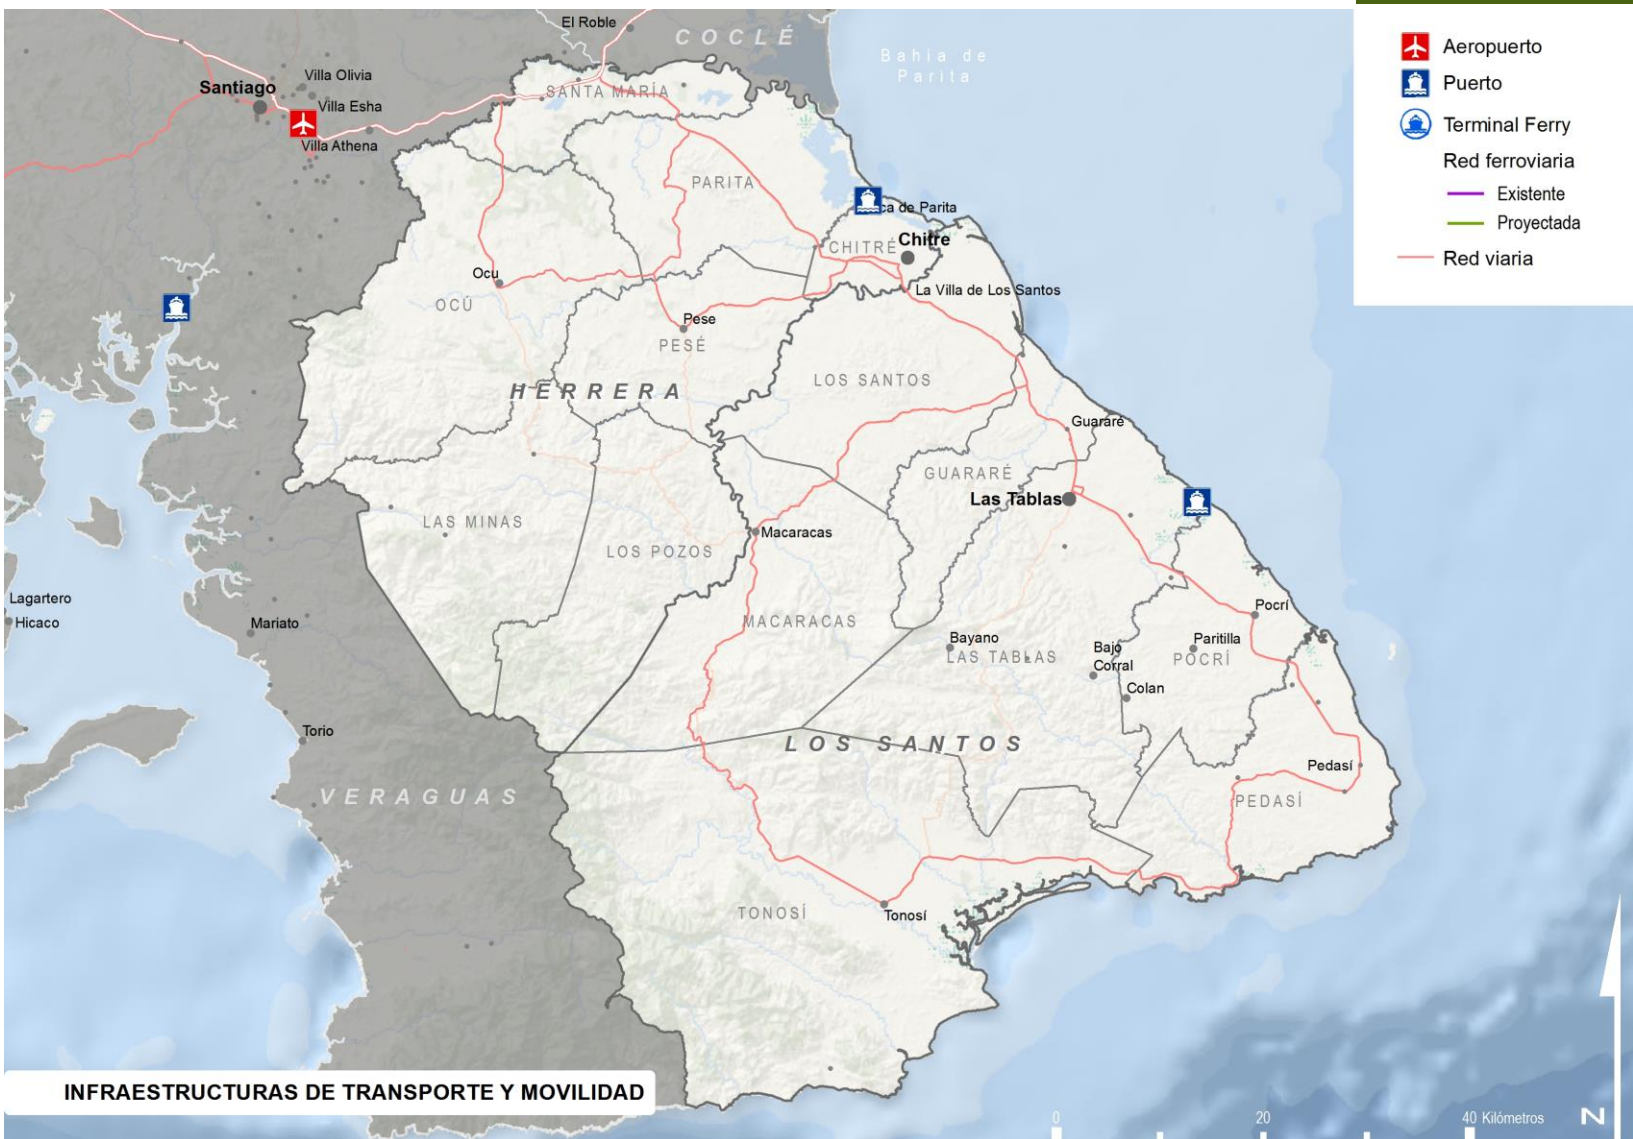 El Roble
COCLÉ
Bahia de
Parita
Villa Olivia
Santiago
Villa Esha
SANTA MARÍA
Villa Athena
PARITA
ca de Parita
CHITRÉ
Chitre
Ocu
La Villa de Los Santos
OCÚ
Pese
PESÉ
LOS SANTOS
HERRERA
Guararé
GUARARÉ
Las Tablas
LAS MINAS
Macaracas
LOS POZOS
Lagartero
Hicaco
Mariato
MACARACAS
Pocrí
Bayano
Paritilla
LAS TABLAS
Bajo
Corral
POCRÍ
Colan
Torio
LOS SANTOS
Pedasí
VERAGUAS
PEDASÍ
TONOSÍ
Tonosí
INFRAESTRUCTURAS DE TRANSPORTE Y MOVILIDAD
0 20 40 Kilómetros
N
Aeropuerto
Puerto
Terminal Ferry
Red ferroviaria
Existente
Proyectada
Red viaria